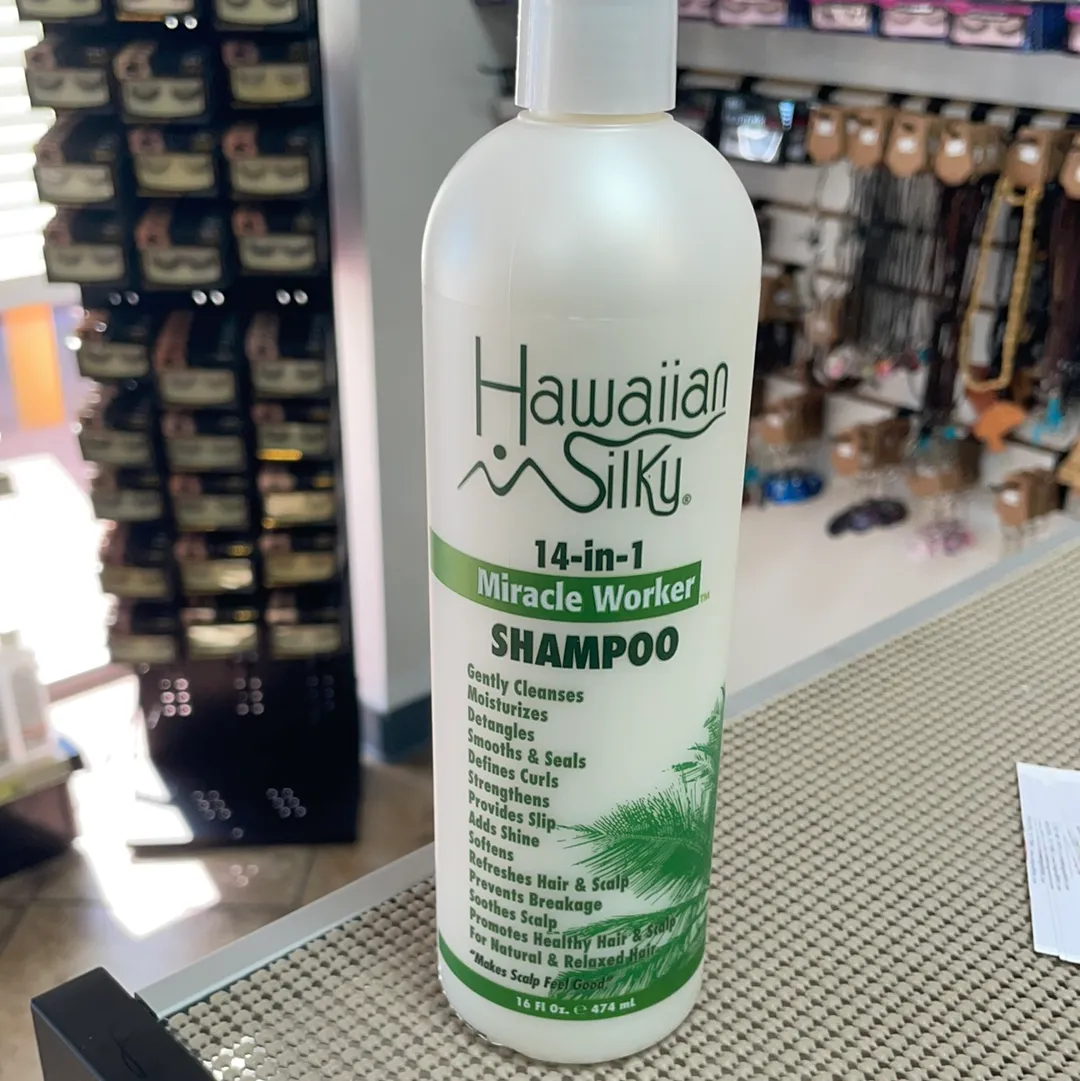 Hawaiian
Silky®
14-in-1
Miracle Worker™
SHAMPOO
Gently Cleanses
Moisturizes
Detangles
Smooths & Seals
Defines Curls
Strengthens
Provides Slip
Adds Shine
Softens
Refreshes Hair & Scalp
Prevents Breakage
Soothes Scalp
Promotes Healthy Hair & Scalp
For Natural & Relaxed Hair
"Makes Scalp Feel Good"
16 Fl Oz. ℮ 474 mL